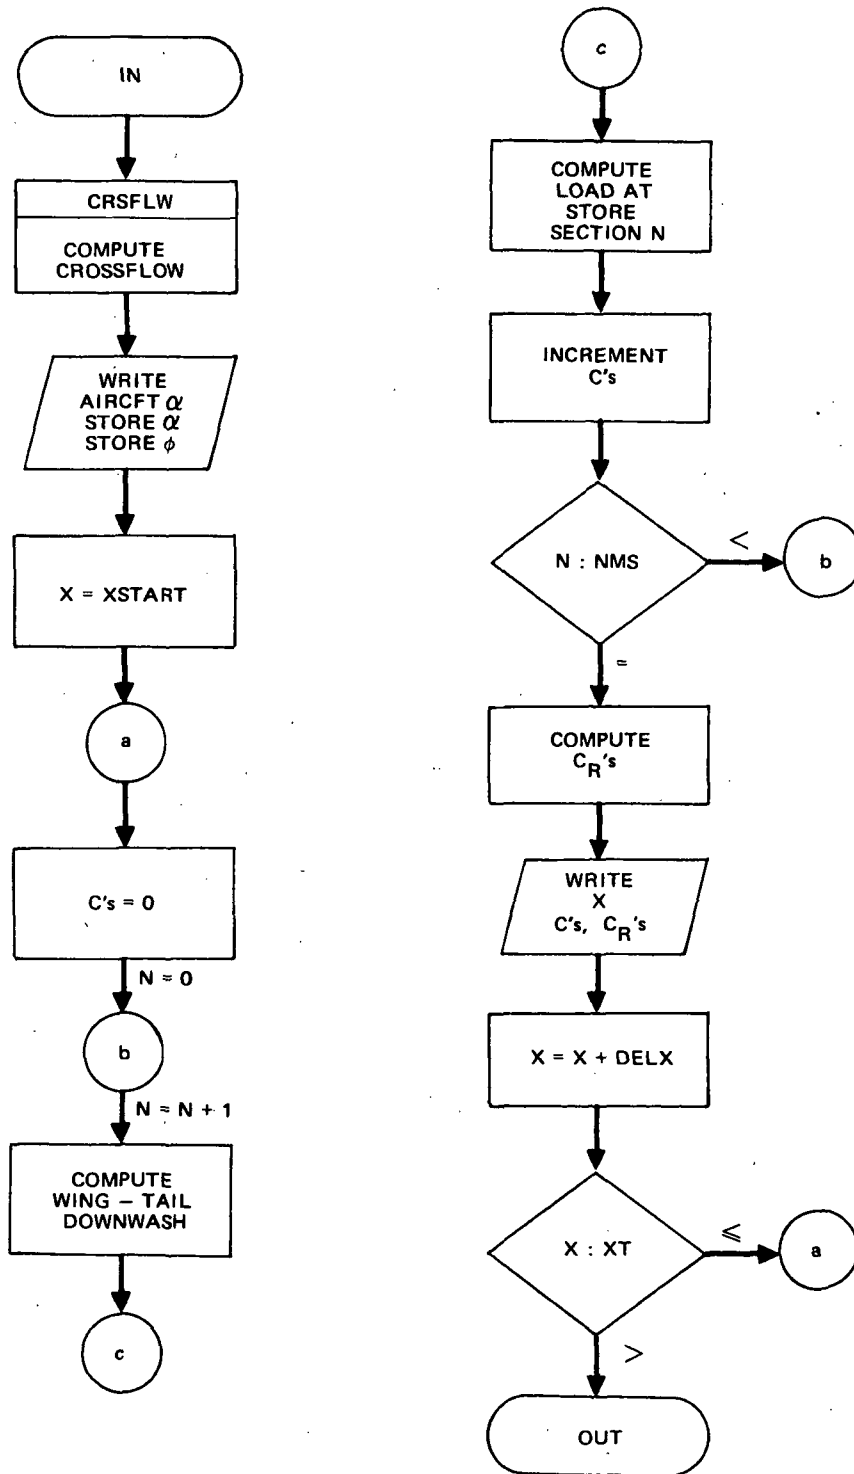 IN
CRSFLW
COMPUTE
CROSSFLOW
WRITE
AIRCFT α
STORE α
STORE ϕ
X = XSTART
a
C's = 0
N = 0
b
N = N + 1
COMPUTE
WING – TAIL
DOWNWASH
c
c
COMPUTE
LOAD AT
STORE
SECTION N
INCREMENT
C's
N : NMS
<
b
=
COMPUTE
C_R's
WRITE
X
C's, C_R's
X = X + DELX
X : XT
⩽
a
>
OUT